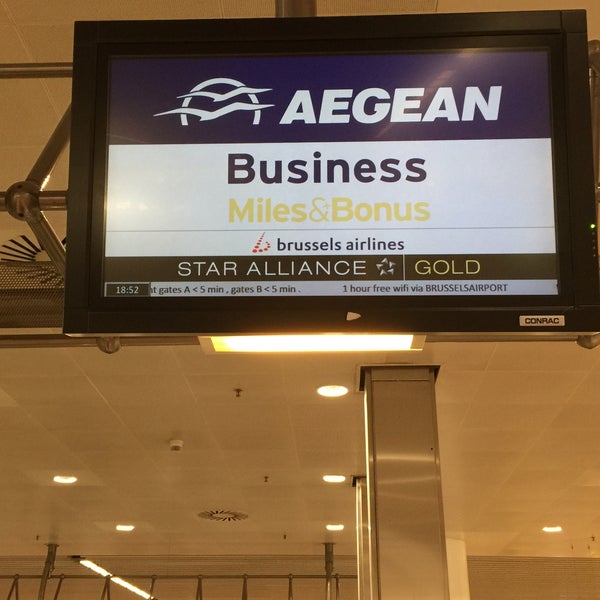 AEGEAN
Business
Miles&Bonus
brussels airlines
STAR ALLIANCE GOLD
18:52 nt gates A < 5 min , gates B < 5 min . 1 hour free wifi via BRUSSELSAIRPORT
CONRAC